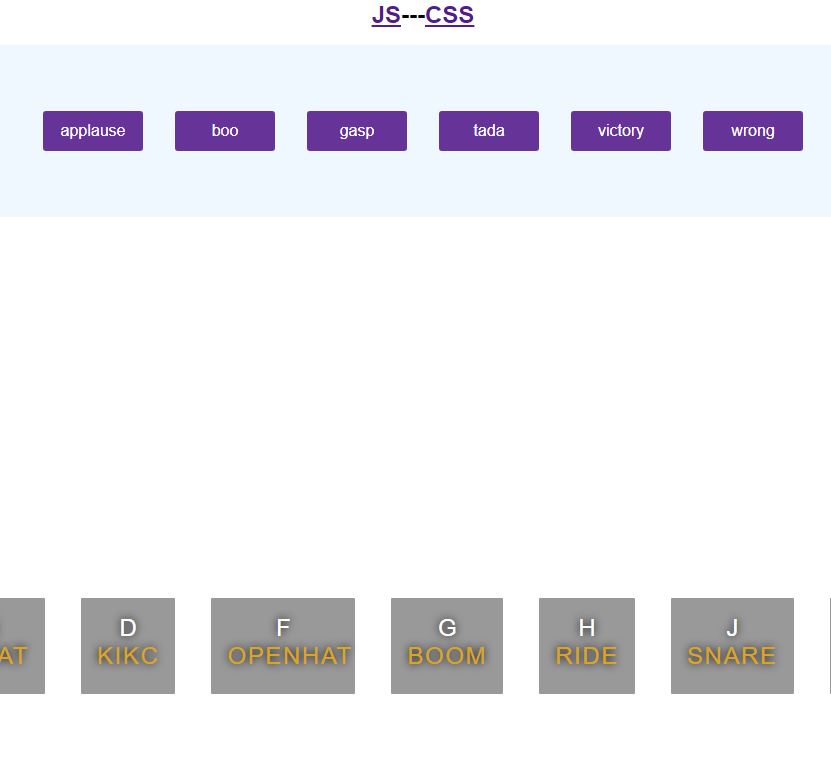 JS---CSS
applause boo gasp tada victory wrong
D F G H J
AT KIKC OPENHAT BOOM RIDE SNARE